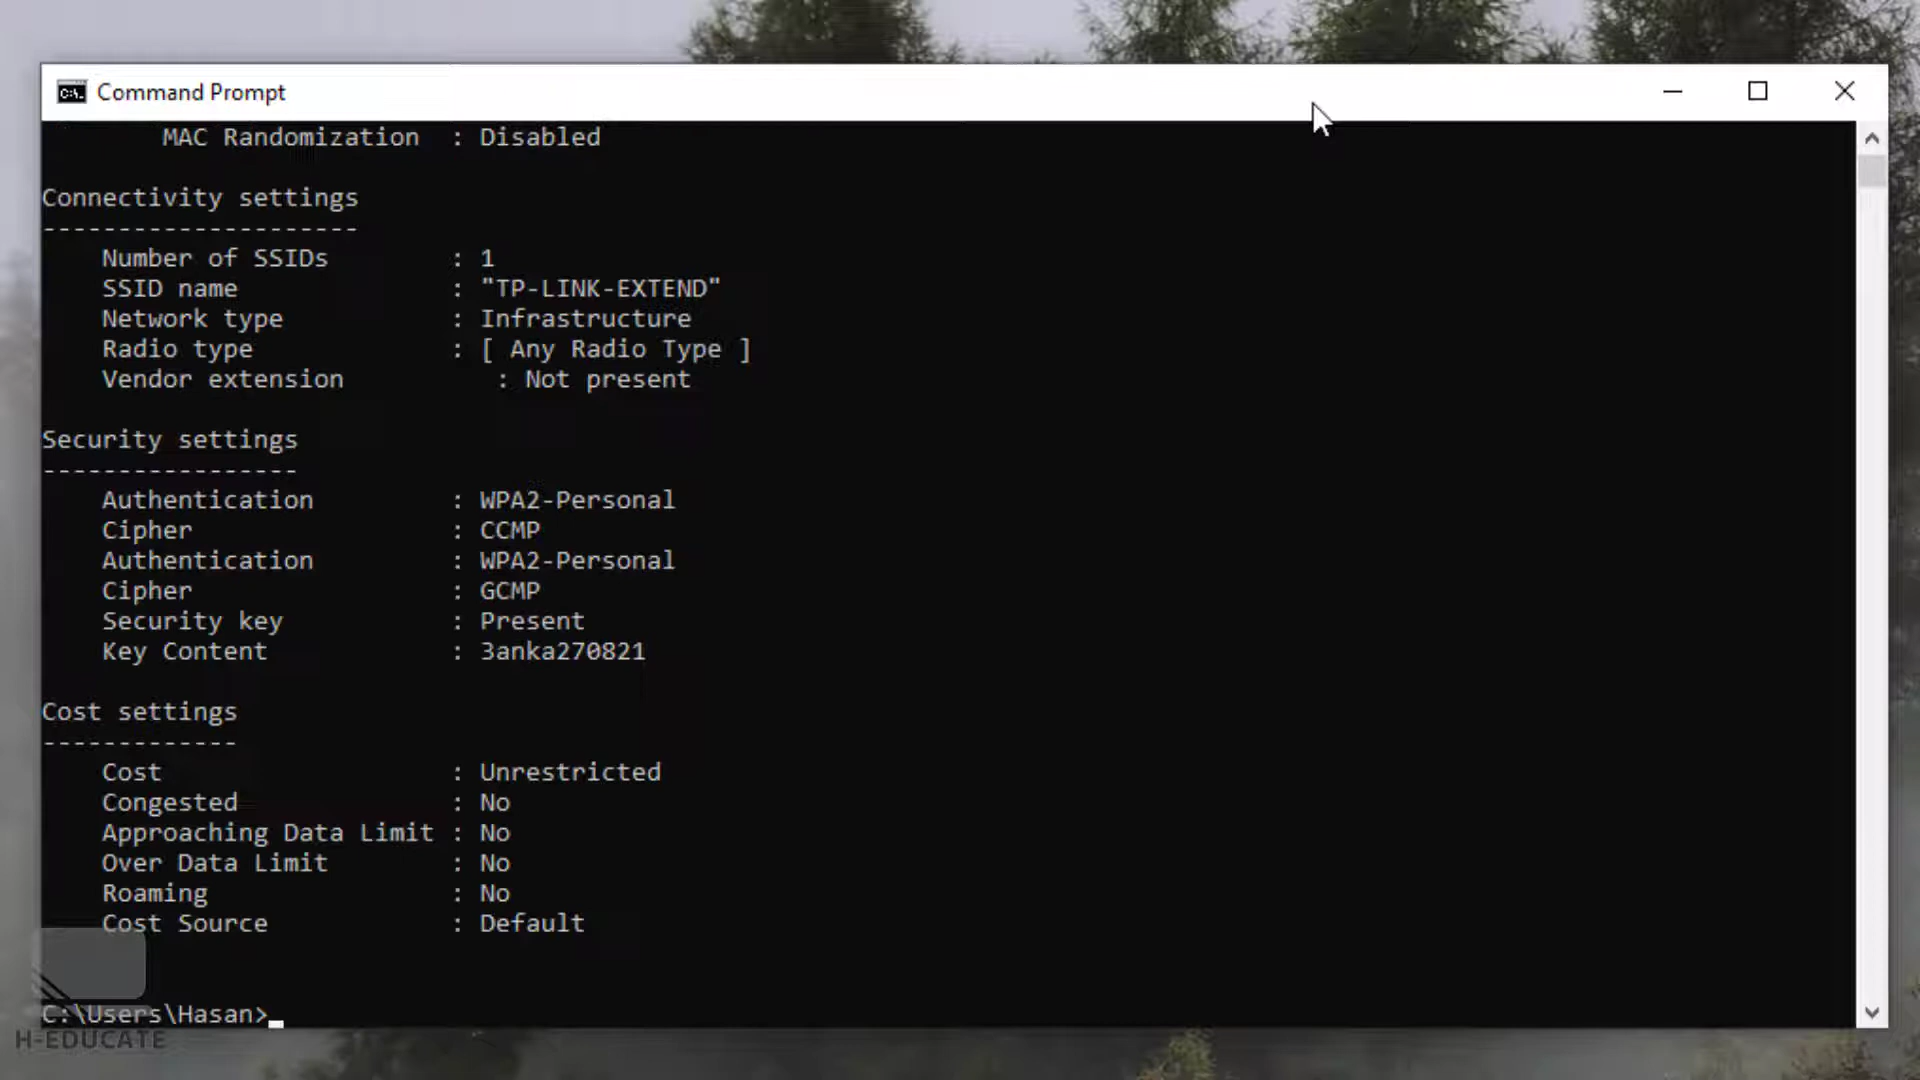 Command Prompt
MAC Randomization : Disabled
Connectivity settings
---------------------
Number of SSIDs : 1
SSID name : "TP-LINK-EXTEND"
Network type : Infrastructure
Radio type : [ Any Radio Type ]
Vendor extension : Not present
Security settings
-----------------
Authentication : WPA2-Personal
Cipher : CCMP
Authentication : WPA2-Personal
Cipher : GCMP
Security key : Present
Key Content : 3anka270821
Cost settings
-------------
Cost : Unrestricted
Congested : No
Approaching Data Limit : No
Over Data Limit : No
Roaming : No
Cost Source : Default
C:\Users\Hasan>
H-EDUCATE